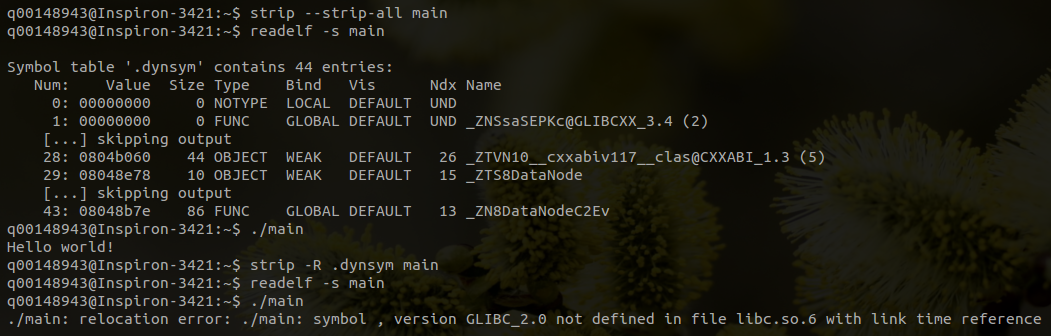 q00148943@Inspiron-3421:~$ strip --strip-all main
q00148943@Inspiron-3421:~$ readelf -s main
Symbol table '.dynsym' contains 44 entries:
Num: Value Size Type Bind Vis Ndx Name
0: 00000000 0 NOTYPE LOCAL DEFAULT UND
1: 00000000 0 FUNC GLOBAL DEFAULT UND _ZNSsaSEPKc@GLIBCXX_3.4 (2)
[...] skipping output
28: 0804b060 44 OBJECT WEAK DEFAULT 26 _ZTVN10__cxxabiv117__clas@CXXABI_1.3 (5)
29: 08048e78 10 OBJECT WEAK DEFAULT 15 _ZTS8DataNode
[...] skipping output
43: 08048b7e 86 FUNC GLOBAL DEFAULT 13 _ZN8DataNodeC2Ev
q00148943@Inspiron-3421:~$ ./main
Hello world!
q00148943@Inspiron-3421:~$ strip -R .dynsym main
q00148943@Inspiron-3421:~$ readelf -s main
q00148943@Inspiron-3421:~$ ./main
./main: relocation error: ./main: symbol , version GLIBC_2.0 not defined in file libc.so.6 with link time reference